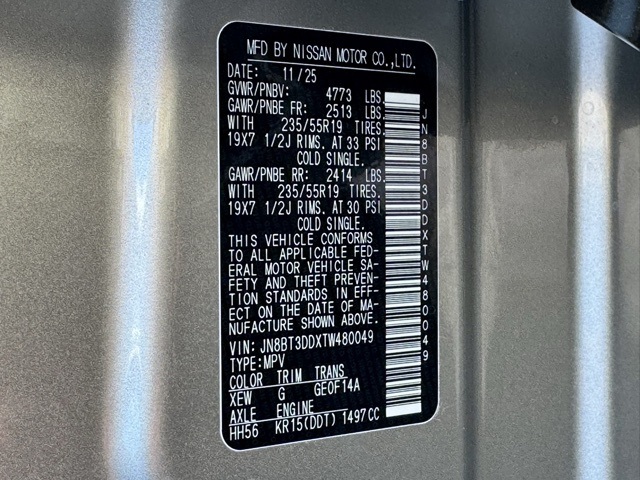 MFD BY NISSAN MOTOR CO.,LTD.
DATE: 11/25
GVWR/PNBV: 4773 LBS.
GAWR/PNBE FR: 2513 LBS.
WITH 235/55R19 TIRES.
19X7 1/2J RIMS. AT 33 PSI
COLD SINGLE.
GAWR/PNBE RR: 2414 LBS.
WITH 235/55R19 TIRES.
19X7 1/2J RIMS. AT 30 PSI
COLD SINGLE.
THIS VEHICLE CONFORMS
TO ALL APPLICABLE FED-
ERAL MOTOR VEHICLE SA-
FETY AND THEFT PREVEN-
TION STANDARDS IN EFF-
ECT ON THE DATE OF MA-
NUFACTURE SHOWN ABOVE.
VIN: JN8BT3DDXTW480049
TYPE:MPV
COLOR TRIM TRANS
XEW G GE0F14A
AXLE ENGINE
HH56 KR15(DDT) 1497CC
JN8BT3DDXTW480049